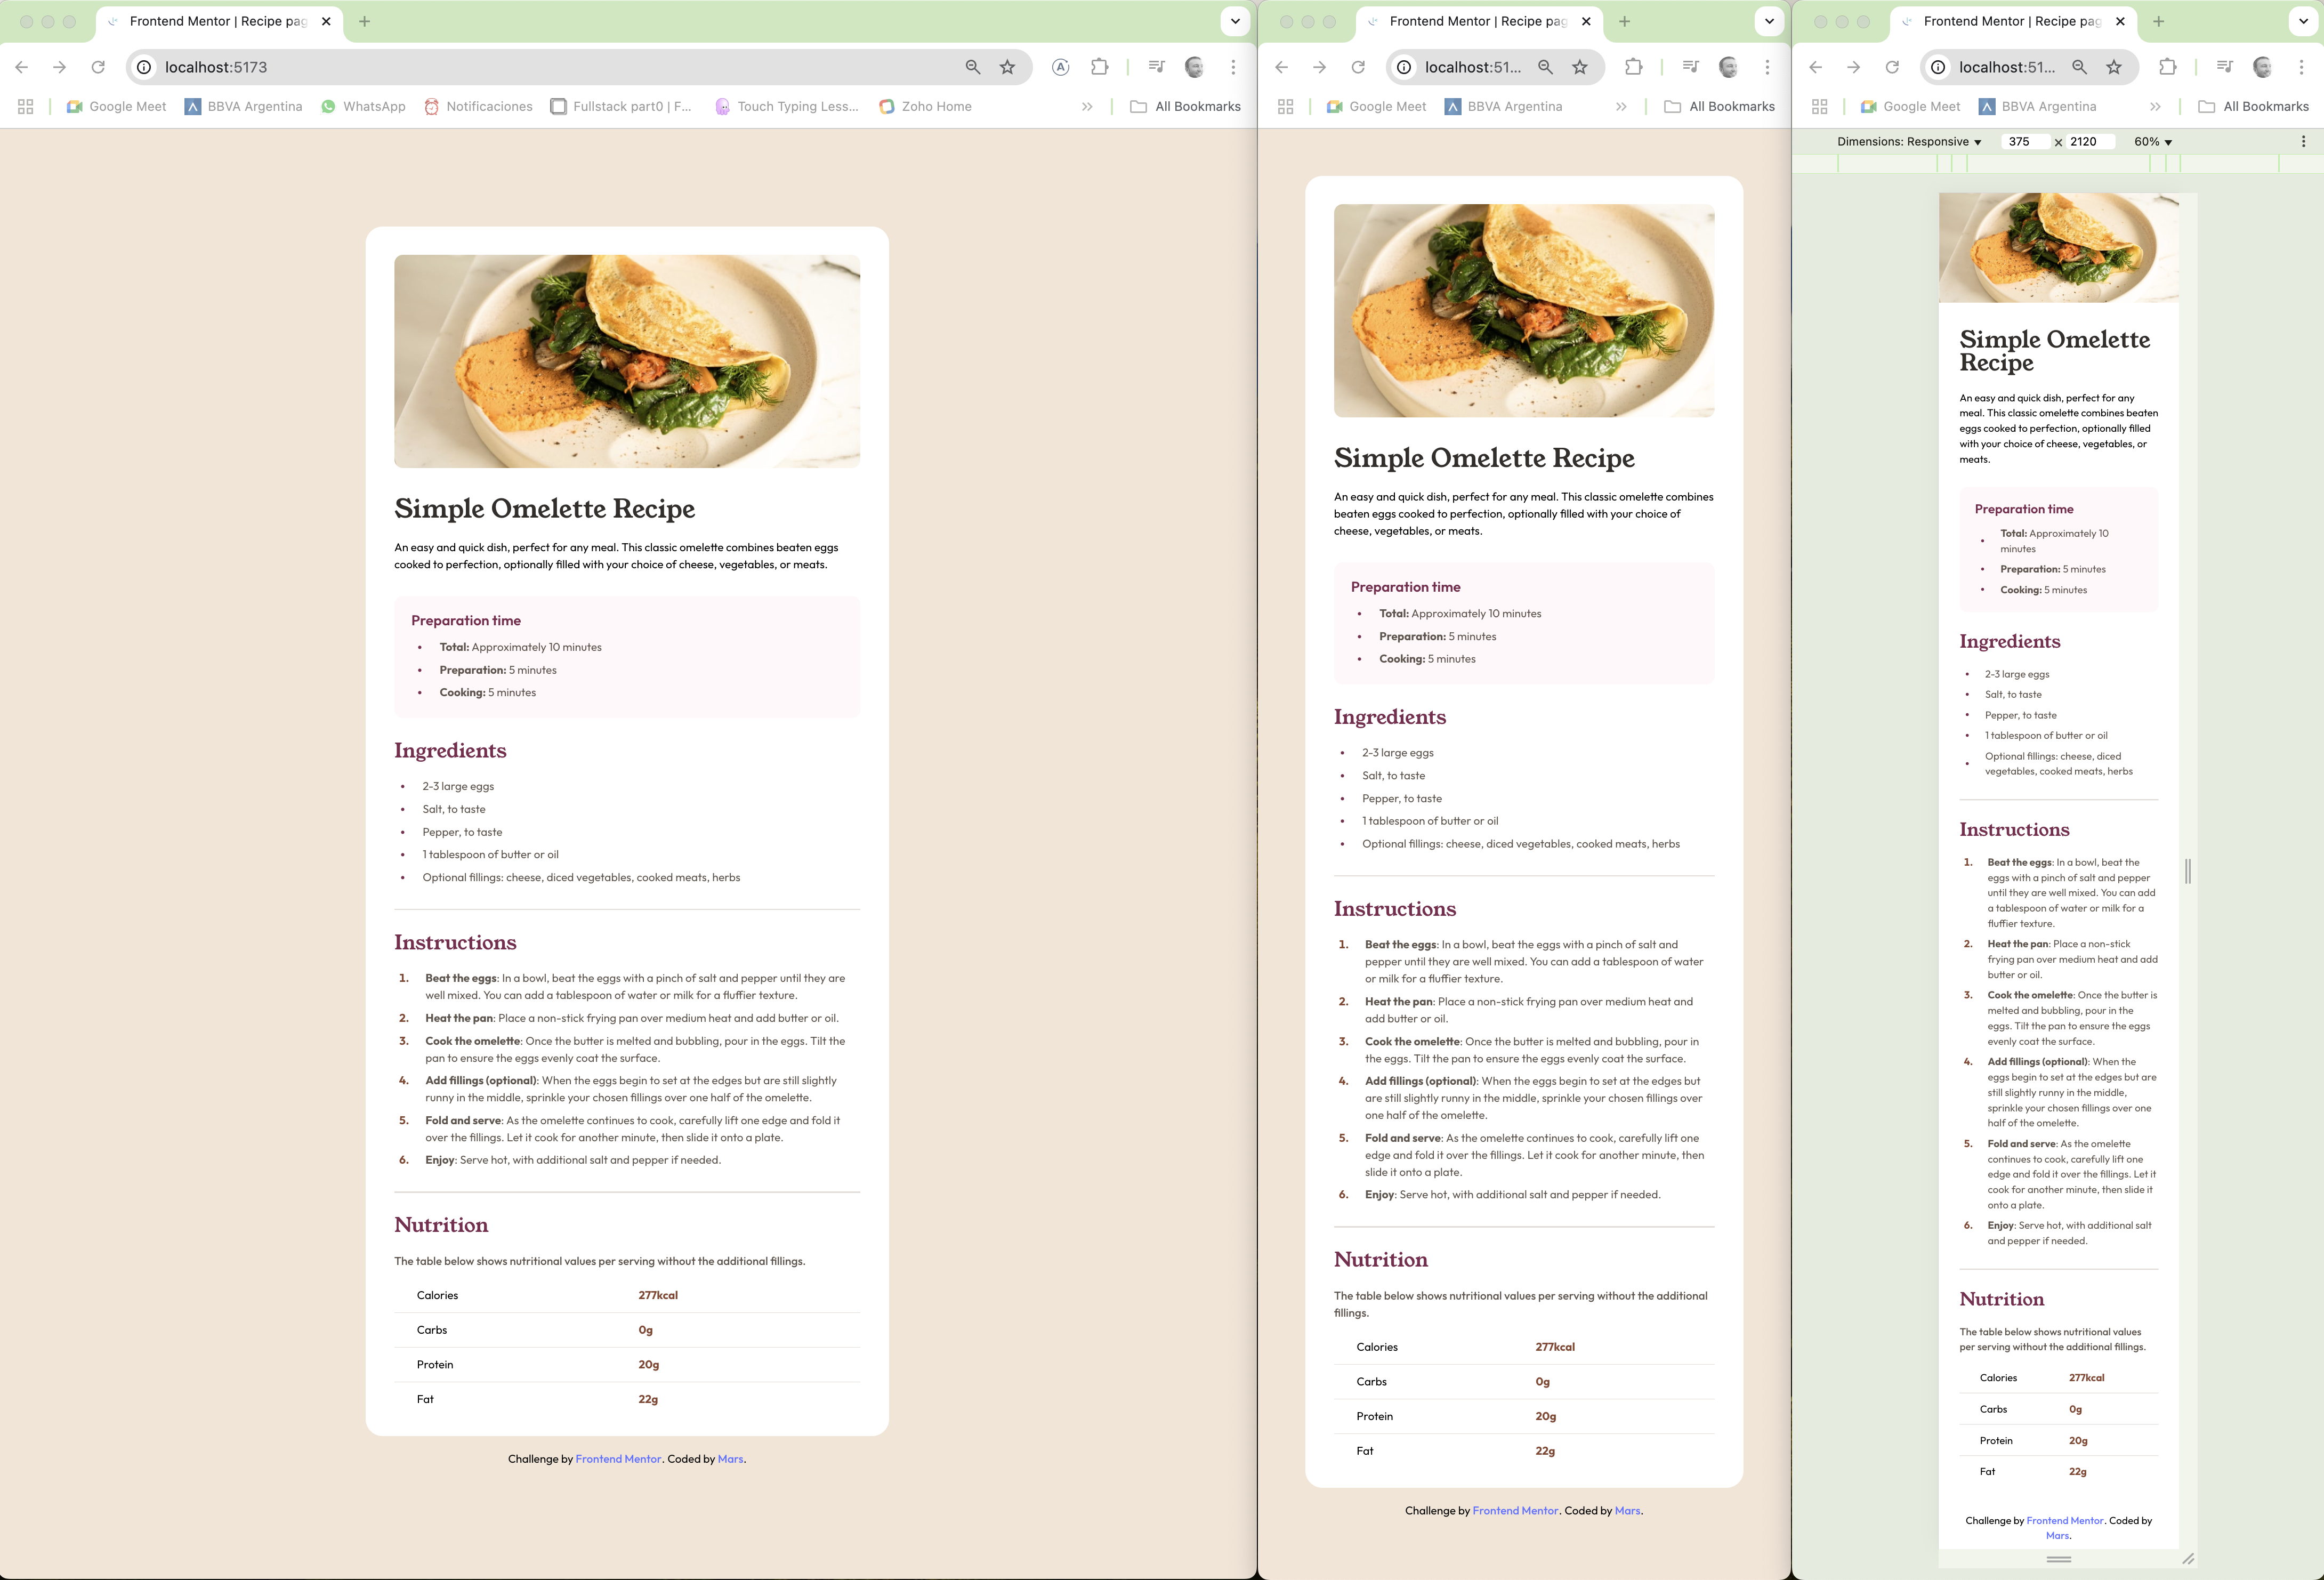 Frontend Mentor | Recipe pag
localhost:5173
Google Meet
BBVA Argentina
WhatsApp
Notificaciones
Fullstack part0 | F...
Touch Typing Less...
Zoho Home
All Bookmarks
Simple Omelette Recipe
An easy and quick dish, perfect for any meal. This classic omelette combines beaten eggs
cooked to perfection, optionally filled with your choice of cheese, vegetables, or meats.
Preparation time
• Total: Approximately 10 minutes
• Preparation: 5 minutes
• Cooking: 5 minutes
Ingredients
• 2-3 large eggs
• Salt, to taste
• Pepper, to taste
• 1 tablespoon of butter or oil
• Optional fillings: cheese, diced vegetables, cooked meats, herbs
Instructions
1. Beat the eggs: In a bowl, beat the eggs with a pinch of salt and pepper until they are
well mixed. You can add a tablespoon of water or milk for a fluffier texture.
2. Heat the pan: Place a non-stick frying pan over medium heat and add butter or oil.
3. Cook the omelette: Once the butter is melted and bubbling, pour in the eggs. Tilt the
pan to ensure the eggs evenly coat the surface.
4. Add fillings (optional): When the eggs begin to set at the edges but are still slightly
runny in the middle, sprinkle your chosen fillings over one half of the omelette.
5. Fold and serve: As the omelette continues to cook, carefully lift one edge and fold it
over the fillings. Let it cook for another minute, then slide it onto a plate.
6. Enjoy: Serve hot, with additional salt and pepper if needed.
Nutrition
The table below shows nutritional values per serving without the additional fillings.
Calories 277kcal
Carbs 0g
Protein 20g
Fat 22g
Challenge by Frontend Mentor. Coded by Mars.
Frontend Mentor | Recipe pag
localhost:51...
Google Meet
BBVA Argentina
All Bookmarks
Simple Omelette Recipe
An easy and quick dish, perfect for any meal. This classic omelette combines
beaten eggs cooked to perfection, optionally filled with your choice of
cheese, vegetables, or meats.
Preparation time
• Total: Approximately 10 minutes
• Preparation: 5 minutes
• Cooking: 5 minutes
Ingredients
• 2-3 large eggs
• Salt, to taste
• Pepper, to taste
• 1 tablespoon of butter or oil
• Optional fillings: cheese, diced vegetables, cooked meats, herbs
Instructions
1. Beat the eggs: In a bowl, beat the eggs with a pinch of salt and
pepper until they are well mixed. You can add a tablespoon of water
or milk for a fluffier texture.
2. Heat the pan: Place a non-stick frying pan over medium heat and
add butter or oil.
3. Cook the omelette: Once the butter is melted and bubbling, pour in
the eggs. Tilt the pan to ensure the eggs evenly coat the surface.
4. Add fillings (optional): When the eggs begin to set at the edges but
are still slightly runny in the middle, sprinkle your chosen fillings over
one half of the omelette.
5. Fold and serve: As the omelette continues to cook, carefully lift one
edge and fold it over the fillings. Let it cook for another minute, then
slide it onto a plate.
6. Enjoy: Serve hot, with additional salt and pepper if needed.
Nutrition
The table below shows nutritional values per serving without the additional
fillings.
Calories 277kcal
Carbs 0g
Protein 20g
Fat 22g
Challenge by Frontend Mentor. Coded by Mars.
Frontend Mentor | Recipe pag
localhost:51...
Google Meet
BBVA Argentina
All Bookmarks
Dimensions: Responsive 375 × 2120 60%
Simple Omelette
Recipe
An easy and quick dish, perfect for any
meal. This classic omelette combines beaten
eggs cooked to perfection, optionally filled
with your choice of cheese, vegetables, or
meats.
Preparation time
• Total: Approximately 10
minutes
• Preparation: 5 minutes
• Cooking: 5 minutes
Ingredients
• 2-3 large eggs
• Salt, to taste
• Pepper, to taste
• 1 tablespoon of butter or oil
• Optional fillings: cheese, diced
vegetables, cooked meats, herbs
Instructions
1. Beat the eggs: In a bowl, beat the
eggs with a pinch of salt and pepper
until they are well mixed. You can add
a tablespoon of water or milk for a
fluffier texture.
2. Heat the pan: Place a non-stick
frying pan over medium heat and add
butter or oil.
3. Cook the omelette: Once the butter is
melted and bubbling, pour in the
eggs. Tilt the pan to ensure the eggs
evenly coat the surface.
4. Add fillings (optional): When the
eggs begin to set at the edges but are
still slightly runny in the middle,
sprinkle your chosen fillings over one
half of the omelette.
5. Fold and serve: As the omelette
continues to cook, carefully lift one
edge and fold it over the fillings. Let it
cook for another minute, then slide it
onto a plate.
6. Enjoy: Serve hot, with additional salt
and pepper if needed.
Nutrition
The table below shows nutritional values
per serving without the additional fillings.
Calories 277kcal
Carbs 0g
Protein 20g
Fat 22g
Challenge by Frontend Mentor. Coded by
Mars.